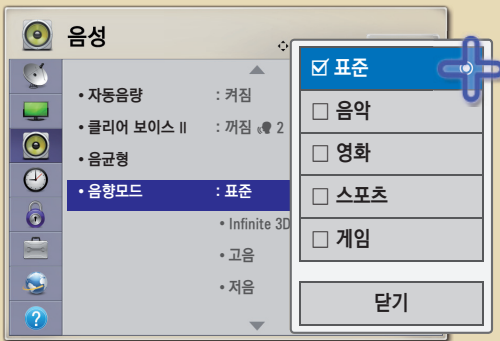 음성
• 자동음량 : 켜짐
• 클리어 보이스 II : 꺼짐 2
• 음균형
• 음향모드 : 표준
• Infinite 3D
• 고음
• 저음
☑ 표준
☐ 음악
☐ 영화
☐ 스포츠
☐ 게임
닫기
?